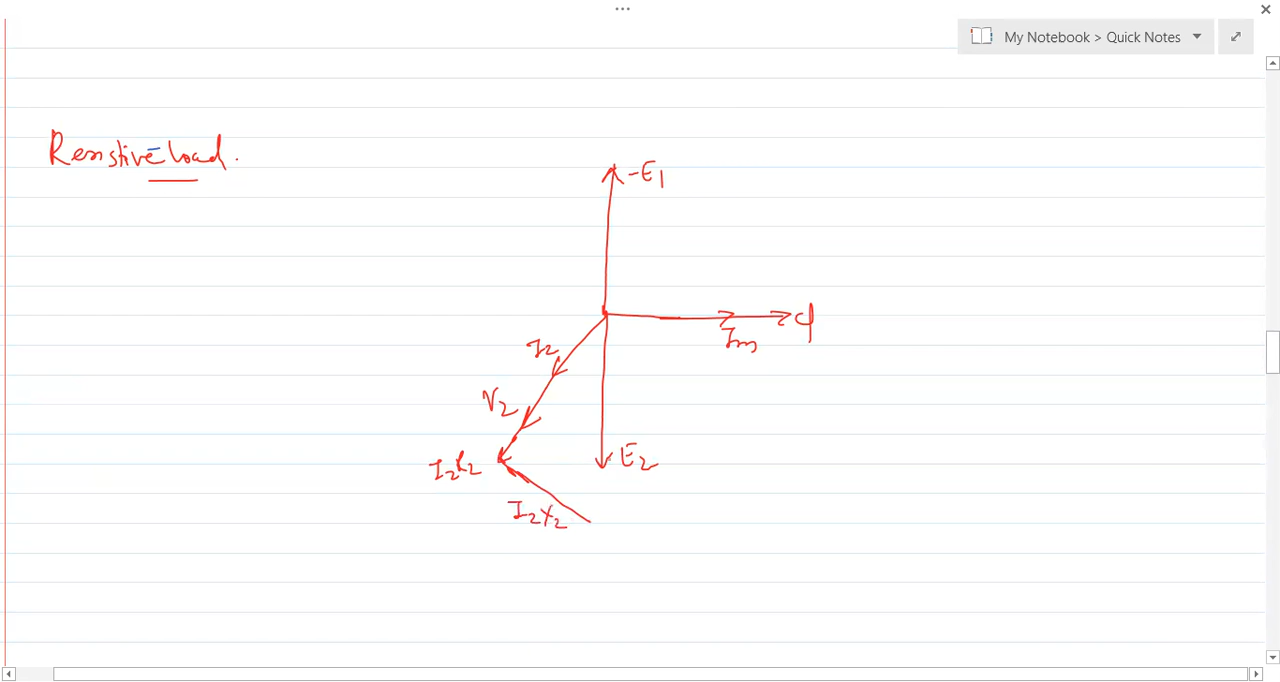 My Notebook > Quick Notes
Resistive load.
-E1
ϕ
Im
I2
V2
I2R2
E2
I2X2